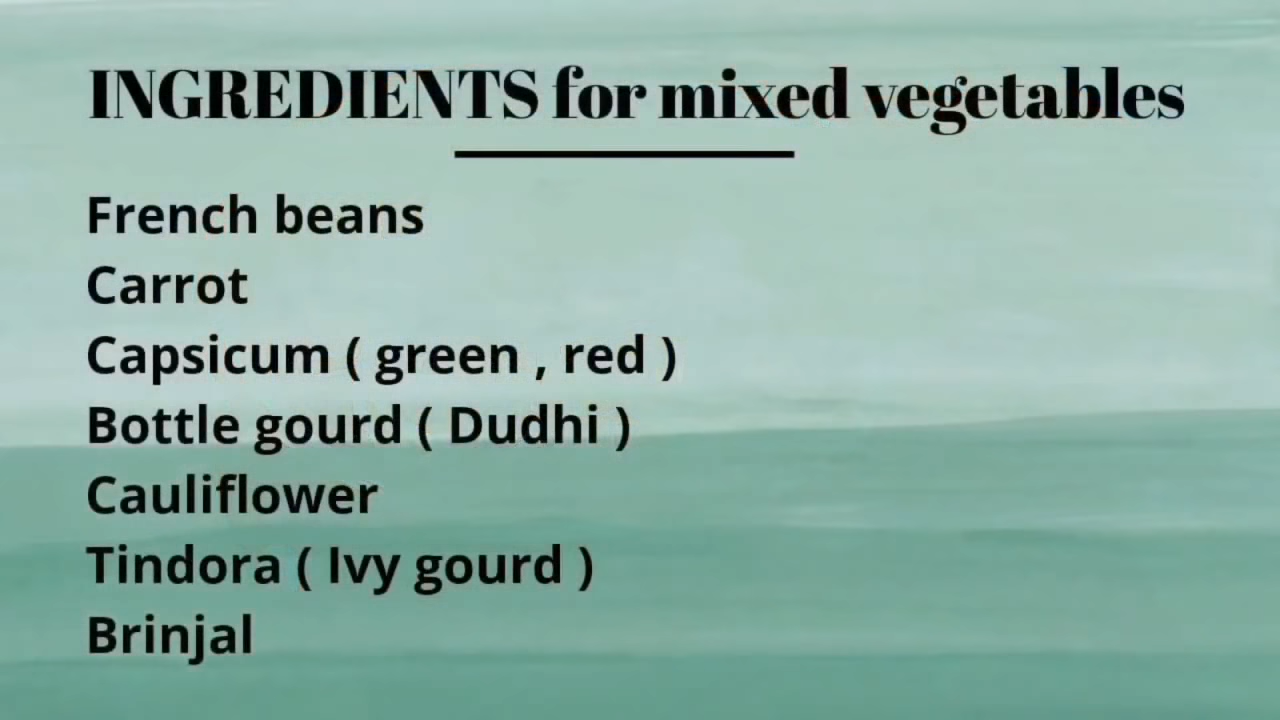 INGREDIENTS for mixed vegetables
French beans
Carrot
Capsicum ( green , red )
Bottle gourd ( Dudhi )
Cauliflower
Tindora ( Ivy gourd )
Brinjal